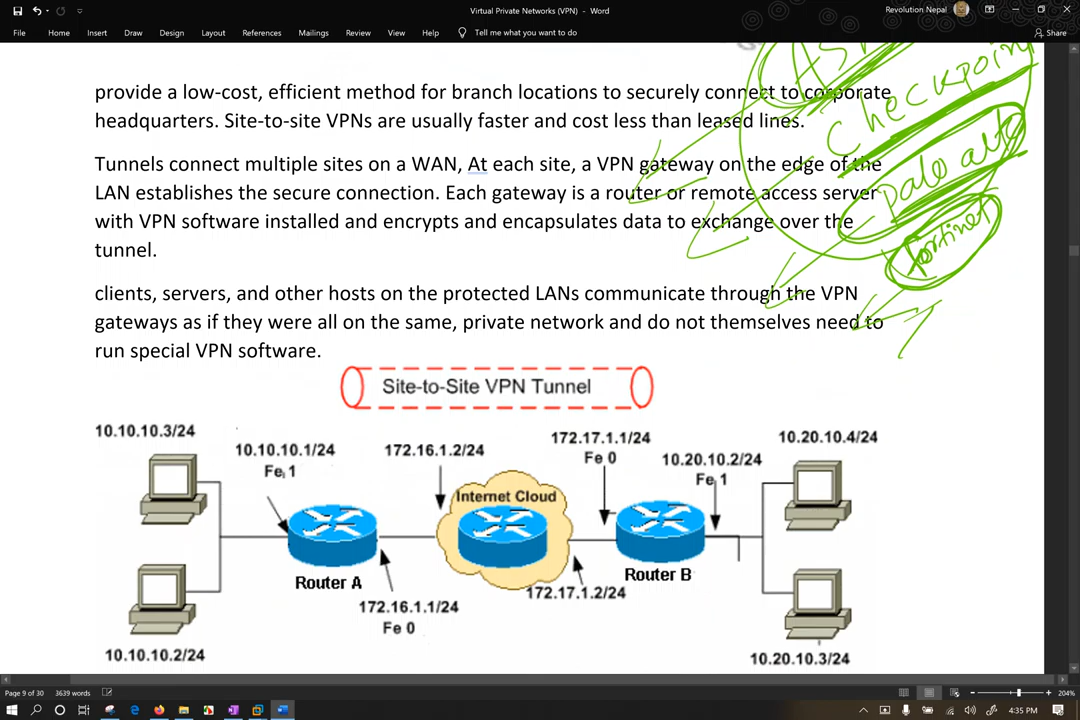 Virtual Private Networks (VPN) - Word
Revolution Nepal
File Home Insert Draw Design Layout References Mailings Review View Help Tell me what you want to do
Share
provide a low-cost, efficient method for branch locations to securely connect to corporate
headquarters. Site-to-site VPNs are usually faster and cost less than leased lines.
Checkpoint
Tunnels connect multiple sites on a WAN, At each site, a VPN gateway on the edge of the
LAN establishes the secure connection. Each gateway is a router or remote access server
with VPN software installed and encrypts and encapsulates data to exchange over the
tunnel.
palo alto
fortinet
clients, servers, and other hosts on the protected LANs communicate through the VPN
gateways as if they were all on the same, private network and do not themselves need to
run special VPN software.
Site-to-Site VPN Tunnel
10.10.10.3/24
10.10.10.1/24
Fe 1
172.16.1.2/24
172.17.1.1/24
Fe 0
10.20.10.2/24
Fe 1
10.20.10.4/24
Internet Cloud
Router A
Router B
172.16.1.1/24
Fe 0
172.17.1.2/24
10.10.10.2/24
10.20.10.3/24
Page 9 of 30 3639 words
204%
4:35 PM